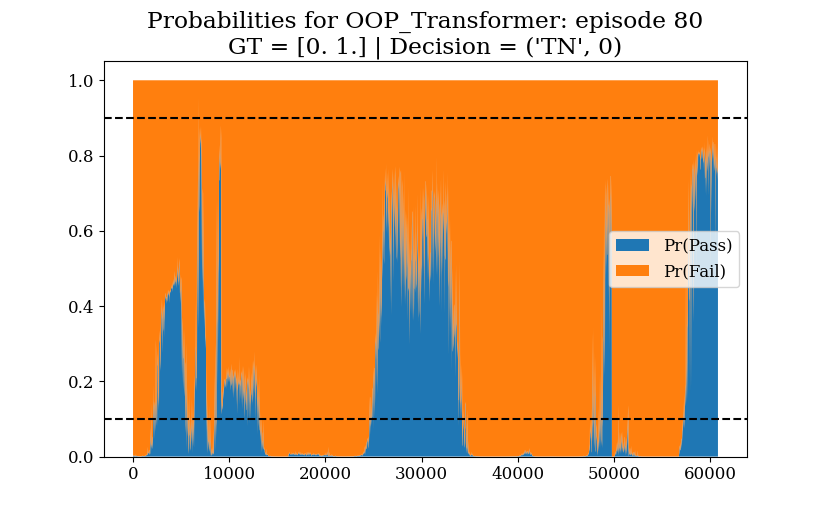 Probabilities for OOP_Transformer: episode 80
GT = [0. 1.] | Decision = ('TN', 0)
1.0
0.8
0.6
0.4
0.2
0.0
Pr(Pass)
Pr(Fail)
0 10000 20000 30000 40000 50000 60000